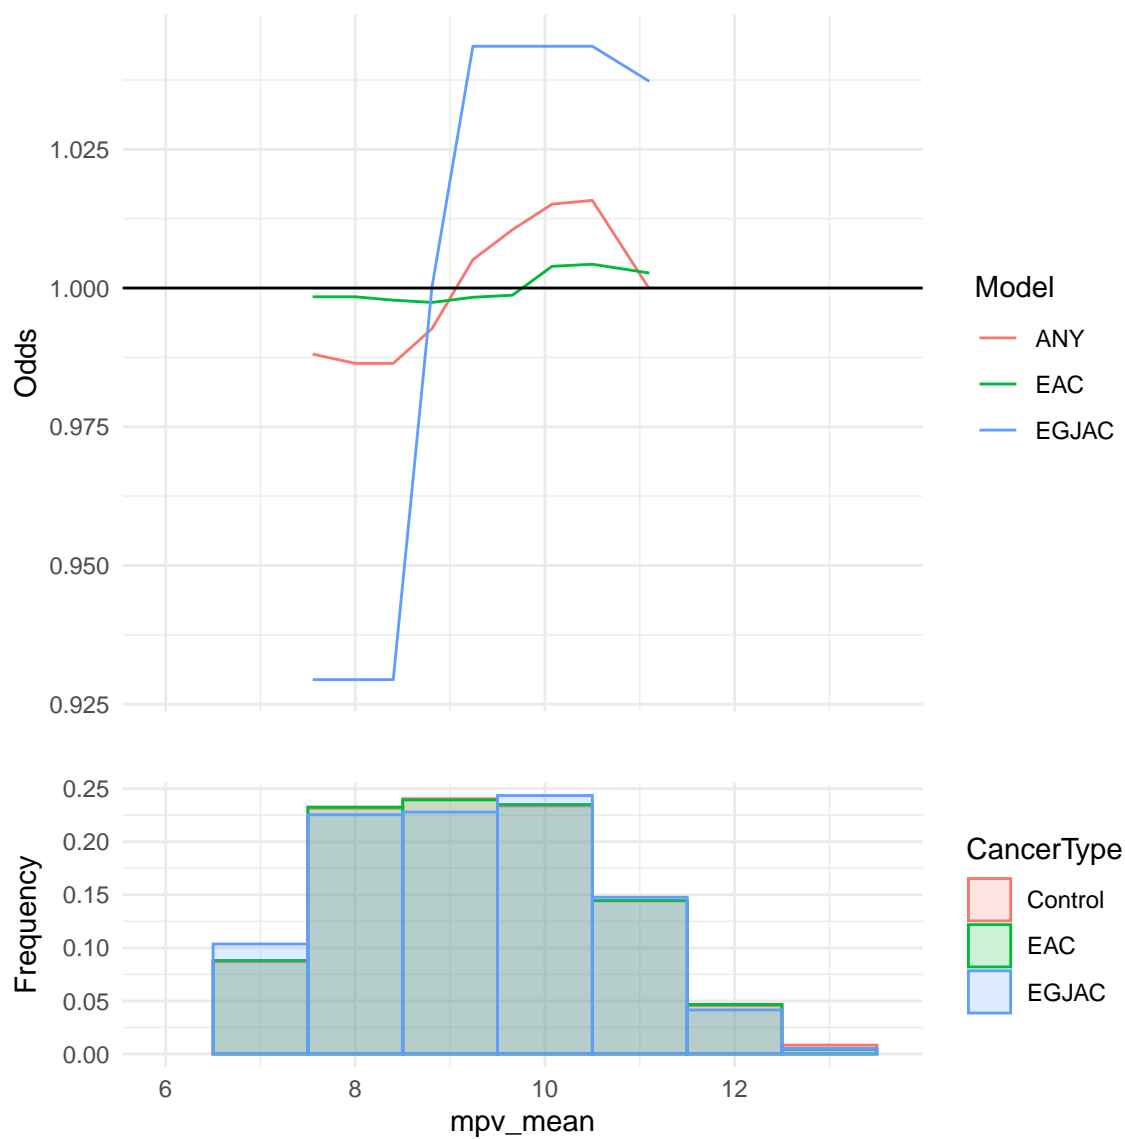 Odds
1.025
1.000
0.975
0.950
0.925
Model
ANY
EAC
EGJAC
Frequency
0.25
0.20
0.15
0.10
0.05
0.00
6 8 10 12
mpv_mean
CancerType
Control
EAC
EGJAC